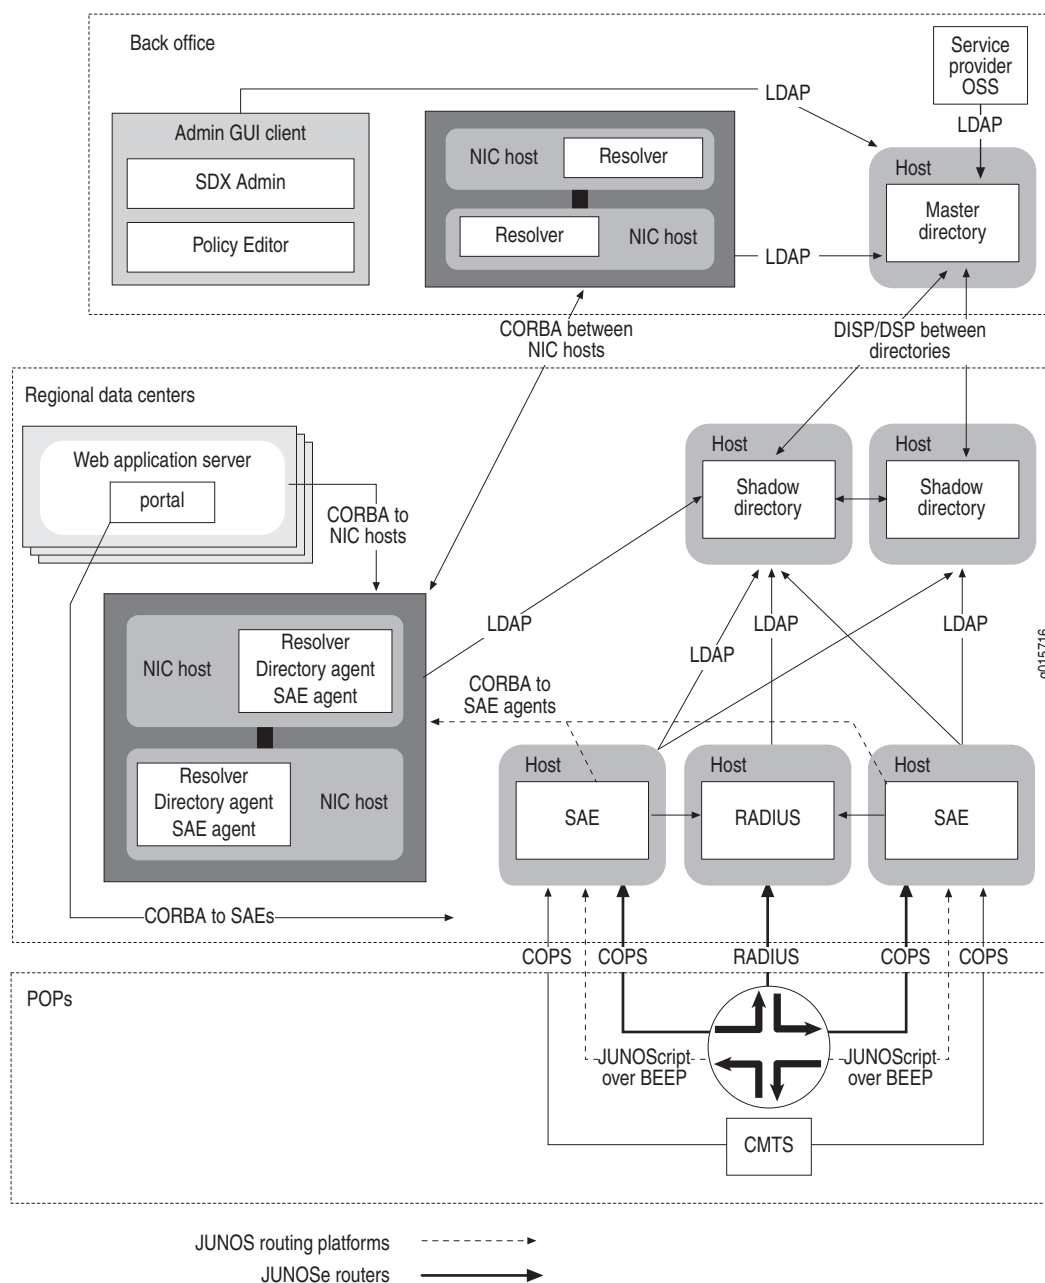 Back office
Service
provider
OSS
LDAP
LDAP
Admin GUI client
SDX Admin
Policy Editor
NIC host
Resolver
Resolver
NIC host
Host
Master
directory
LDAP
CORBA between
NIC hosts
DISP/DSP between
directories
Regional data centers
Web application server
portal
CORBA to
NIC hosts
Host
Shadow
directory
Host
Shadow
directory
NIC host
Resolver
Directory agent
SAE agent
Resolver
Directory agent
SAE agent
NIC host
LDAP
LDAP
LDAP
LDAP
g015716
CORBA to
SAE agents
Host
SAE
Host
RADIUS
Host
SAE
CORBA to SAEs
COPS
COPS
RADIUS
COPS
COPS
POPs
JUNOScript
over BEEP
JUNOScript
over BEEP
CMTS
JUNOS routing platforms
JUNOSe routers